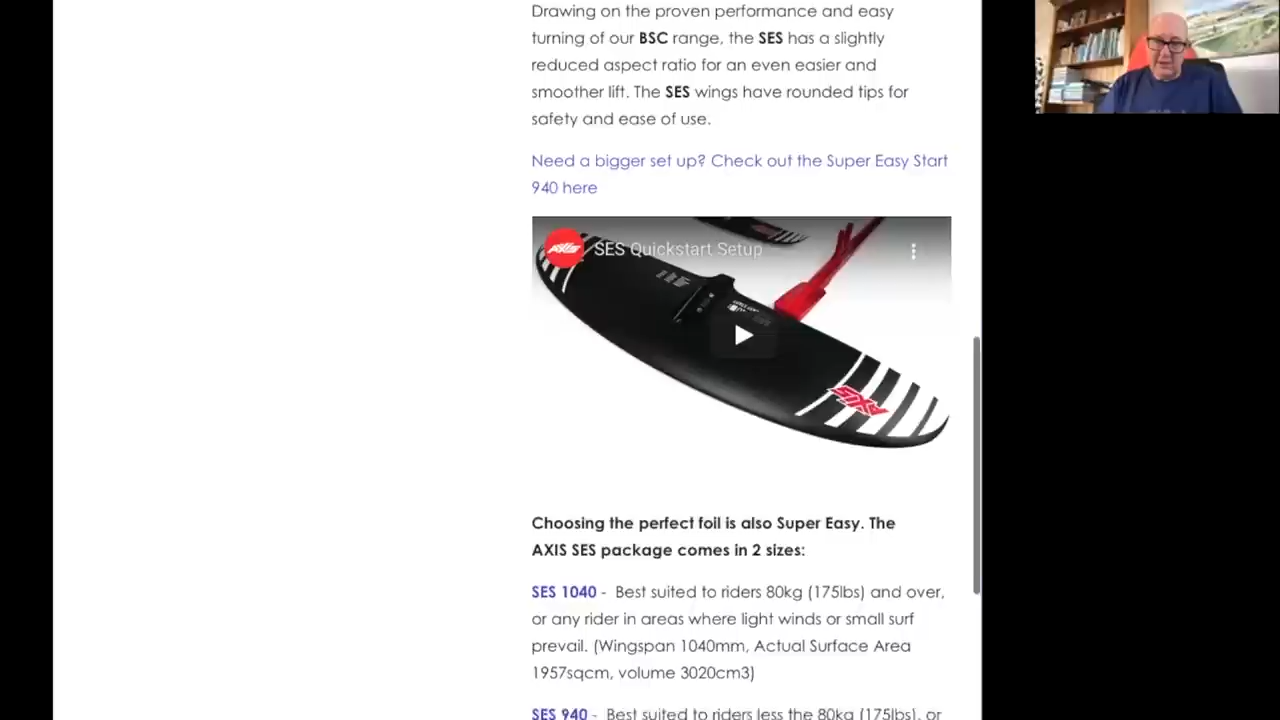 Drawing on the proven performance and easy
turning of our BSC range, the SES has a slightly
reduced aspect ratio for an even easier and
smoother lift. The SES wings have rounded tips for
safety and ease of use.
Need a bigger set up? Check out the Super Easy Start
940 here
AXIS
SES Quickstart Setup
AXIS
Choosing the perfect foil is also Super Easy. The
AXIS SES package comes in 2 sizes:
SES 1040 - Best suited to riders 80kg (175lbs) and over,
or any rider in areas where light winds or small surf
prevail. (Wingspan 1040mm, Actual Surface Area
1957sqcm, volume 3020cm3)
SES 940 - Best suited to riders less the 80kg (175lbs), or